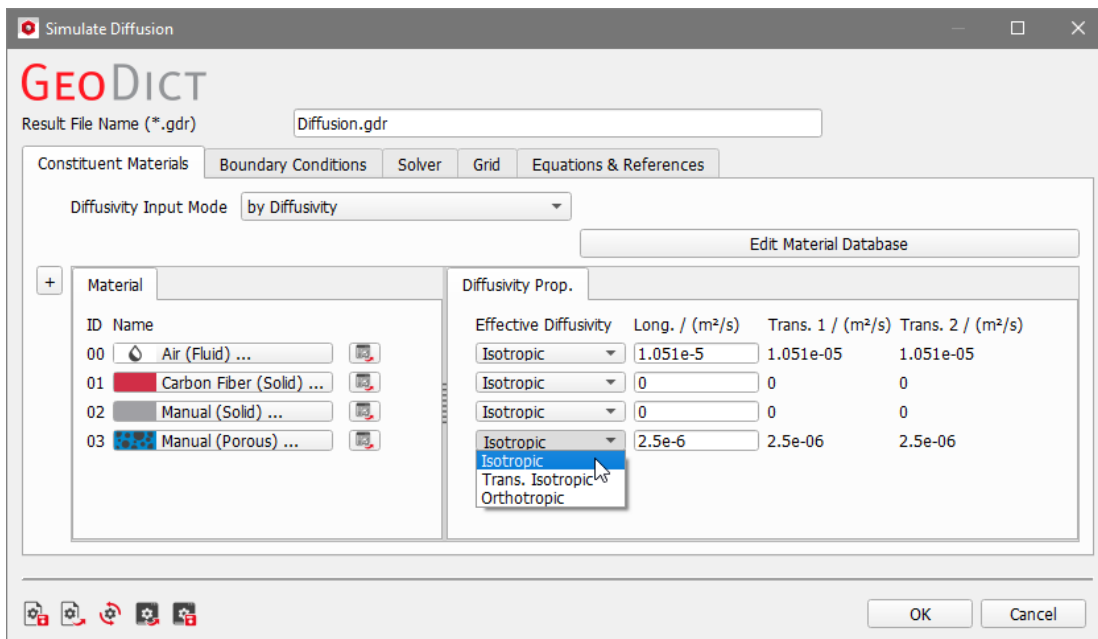 Simulate Diffusion
GEODICT
Result File Name (*.gdr) Diffusion.gdr
Constituent Materials Boundary Conditions Solver Grid Equations & References
Diffusivity Input Mode by Diffusivity
Edit Material Database
+ Material Diffusivity Prop.
ID Name Effective Diffusivity Long. / (m²/s) Trans. 1 / (m²/s) Trans. 2 / (m²/s)
00 Air (Fluid) ... Isotropic 1.051e-5 1.051e-05 1.051e-05
01 Carbon Fiber (Solid) ... Isotropic 0 0 0
02 Manual (Solid) ... Isotropic 0 0 0
03 Manual (Porous) ... Isotropic 2.5e-6 2.5e-06 2.5e-06
Isotropic
Trans. Isotropic
Orthotropic
OK Cancel